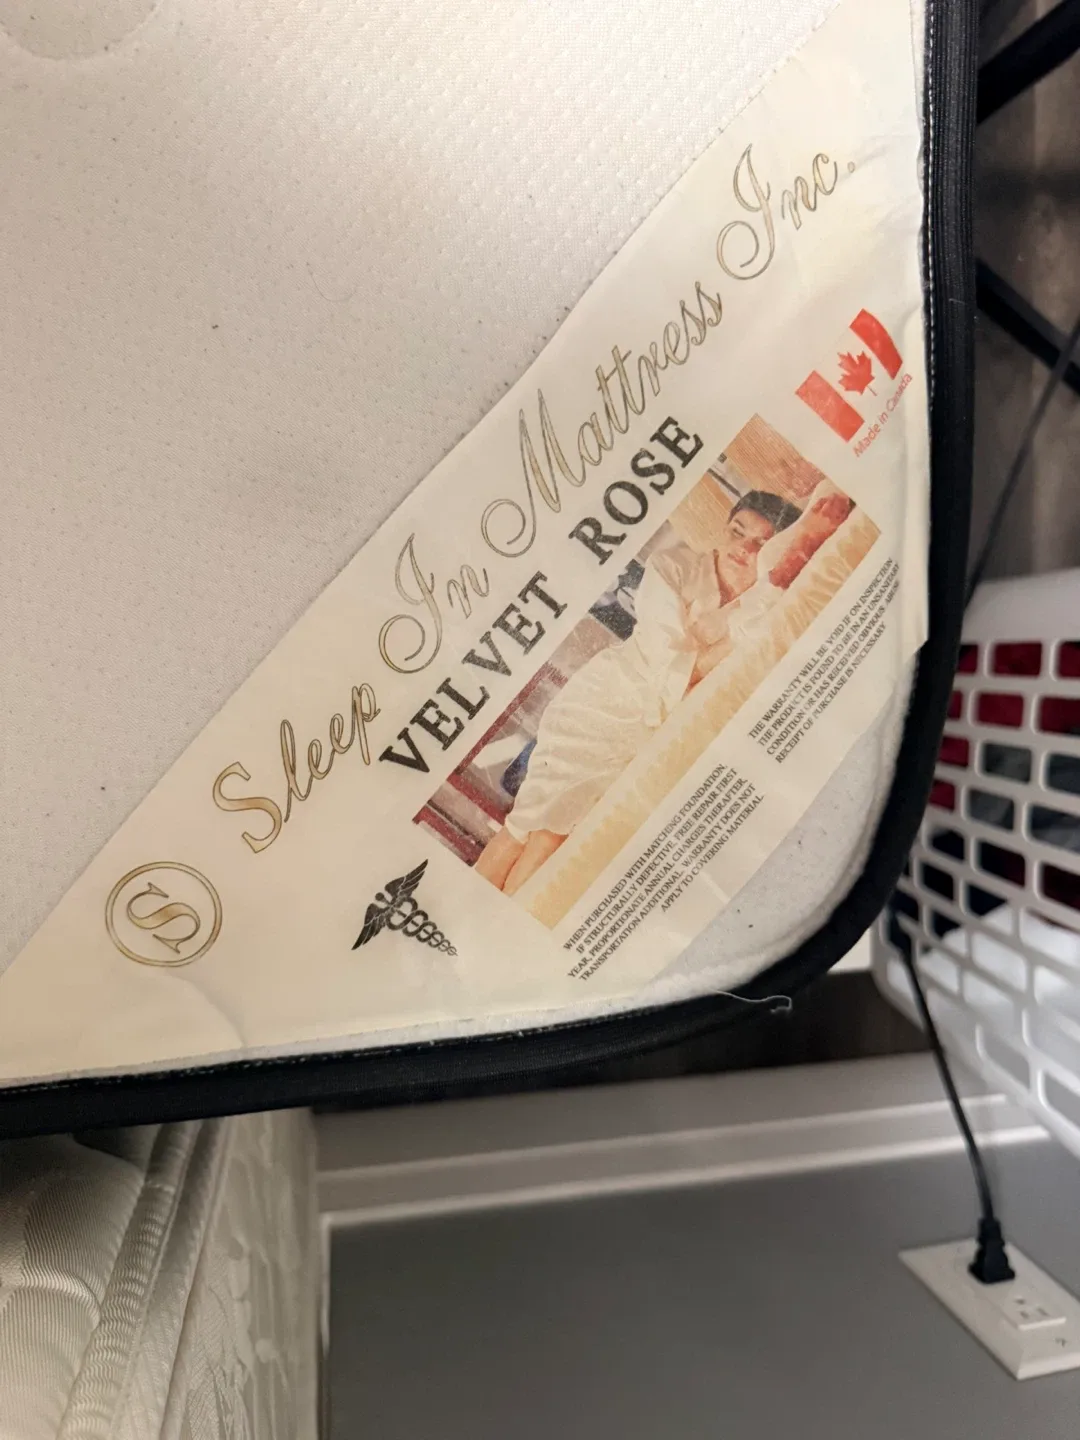 Sleep In Mattress Inc.
VELVET ROSE
S
Made in Canada
WHEN PURCHASED WITH MATCHING FOUNDATION,
IF STRUCTURALLY DEFECTIVE, FREE REPAIR FIRST
YEAR, PROPORTIONATE ANNUAL CHARGES THERAFTER,
TRANSPORTATION ADDITIONAL. WARRANTY DOES NOT
APPLY TO COVERING MATERIAL
THE WARRANTY WILL BE VOID IF ON INSPECTION
THE PRODUCT IS FOUND TO BE IN AN UNSANITARY
CONDITION OR HAS RECEIVED OBVIOUS ABUSE
RECEIPT OF PURCHASE IS NECESSARY